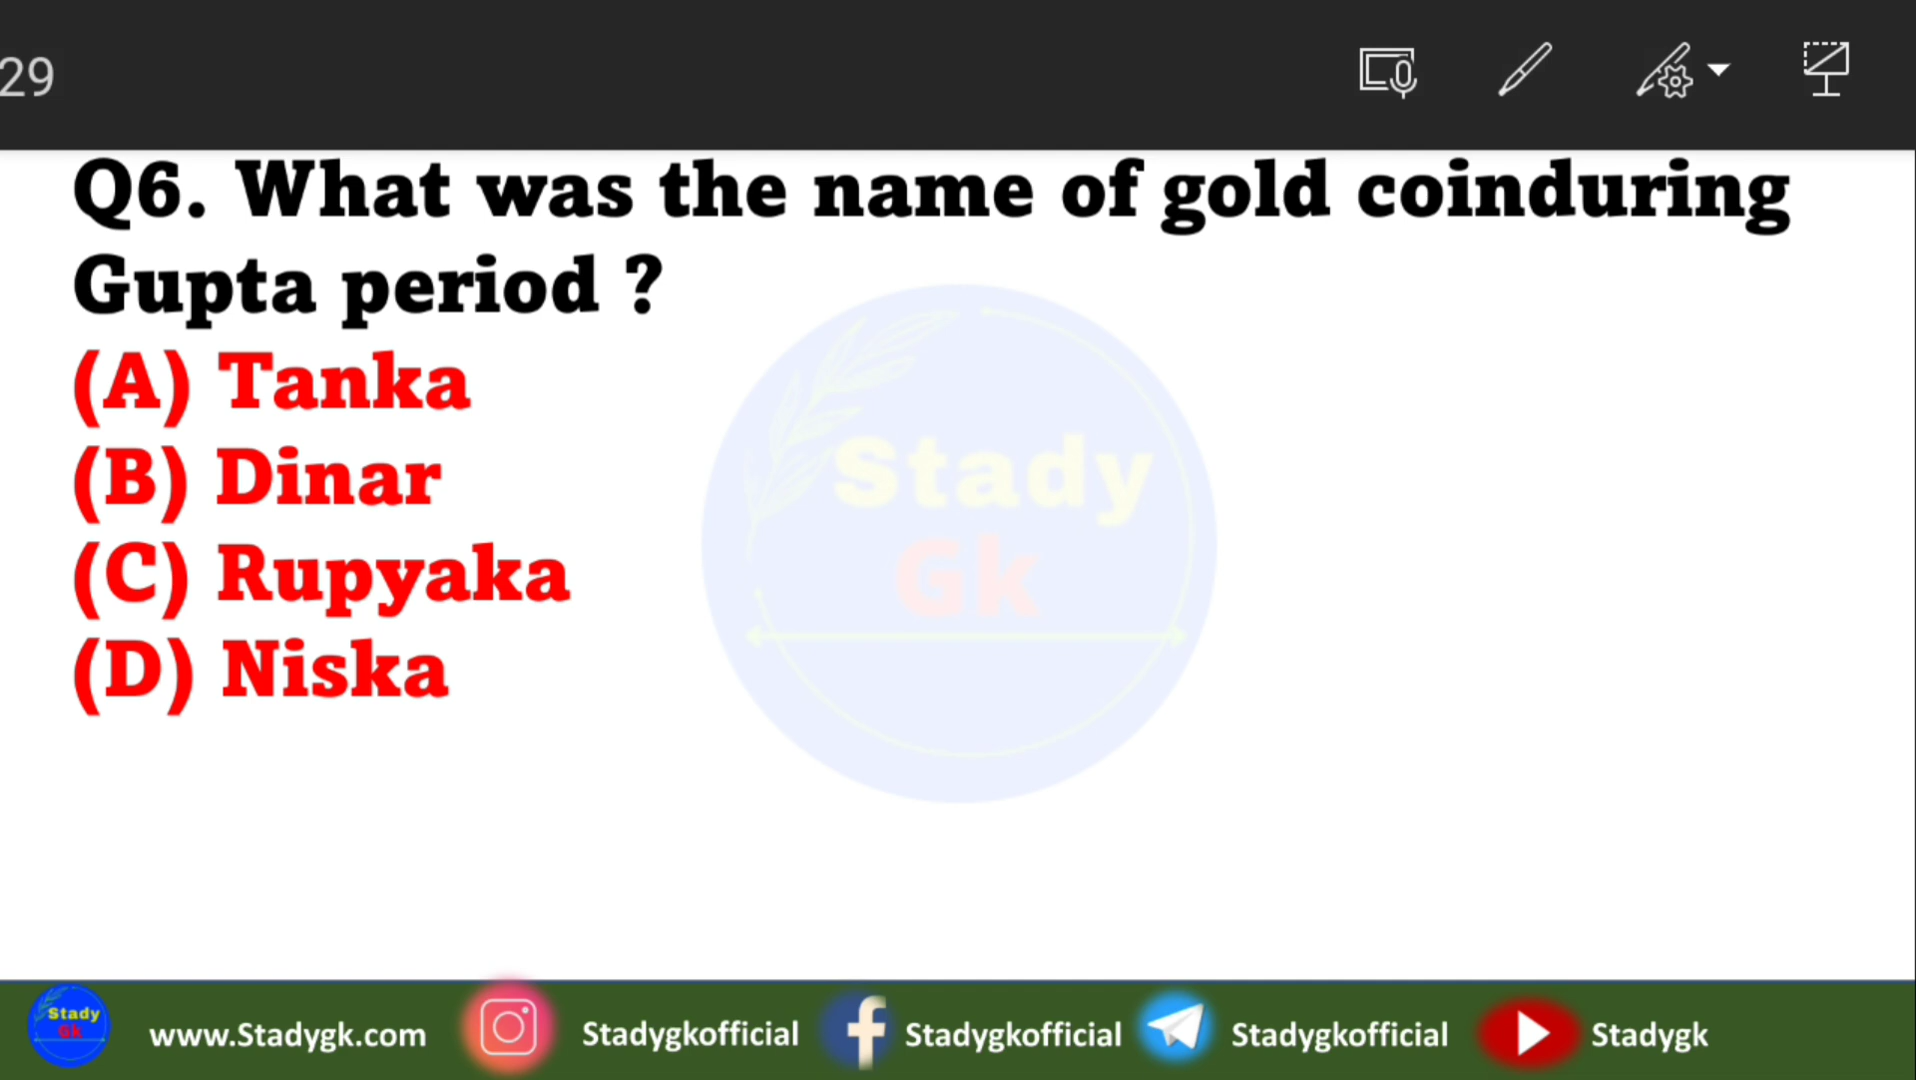 29
Q6. What was the name of gold coinduring
Gupta period ?
(A) Tanka
(B) Dinar
(C) Rupyaka
(D) Niska
Stady
Gk
Stady
Gk
www.Stadygk.com
Stadygkofficial
Stadygkofficial
Stadygkofficial
Stadygk